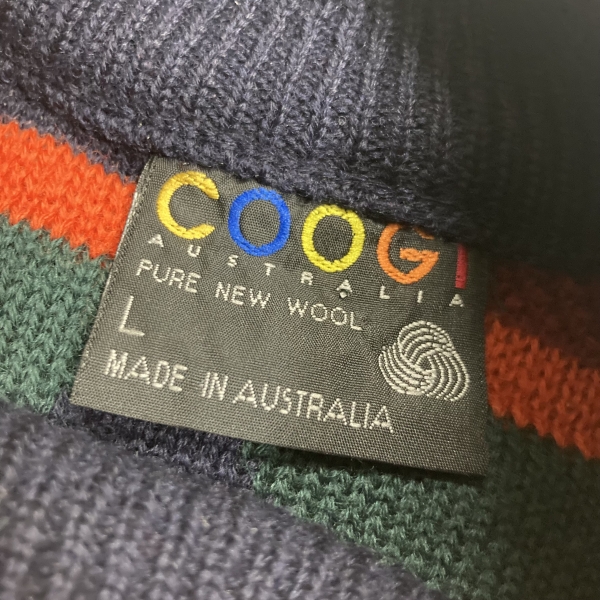 COOGI
AUSTRALIA
PURE NEW WOOL
L
MADE IN AUSTRALIA